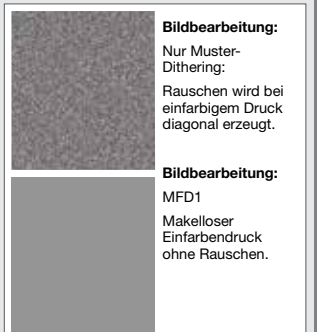 Bildbearbeitung:
Nur Muster-
Dithering:
Rauschen wird bei
einfarbigem Druck
diagonal erzeugt.
Bildbearbeitung:
MFD1
Makelloser
Einfarbendruck
ohne Rauschen.